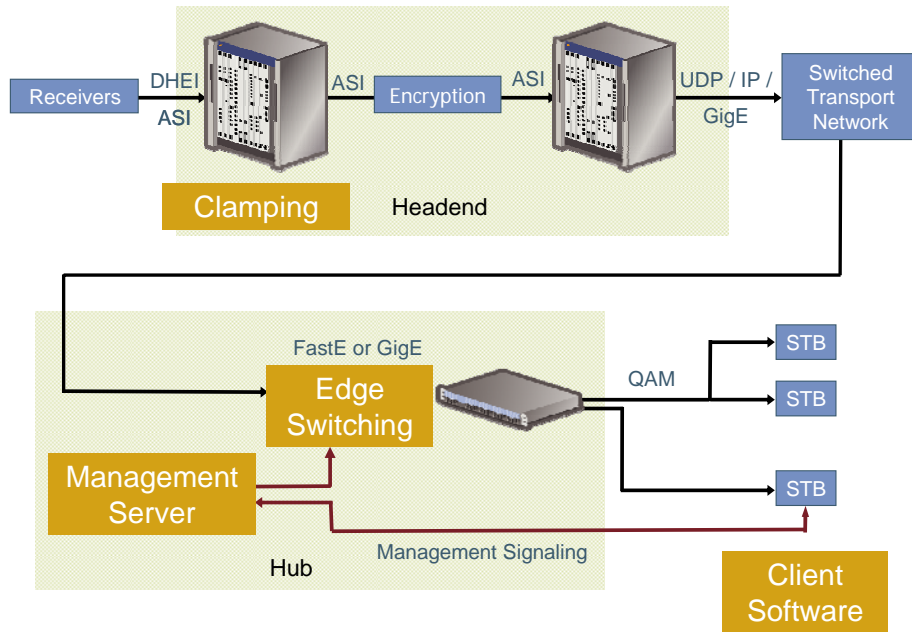 Receivers
DHEI
ASI
ASI
Encryption
ASI
UDP / IP /
GigE
Switched
Transport
Network
Clamping
Headend
FastE or GigE
Edge
Switching
QAM
STB
STB
STB
Management
Server
Management Signaling
Hub
Client
Software